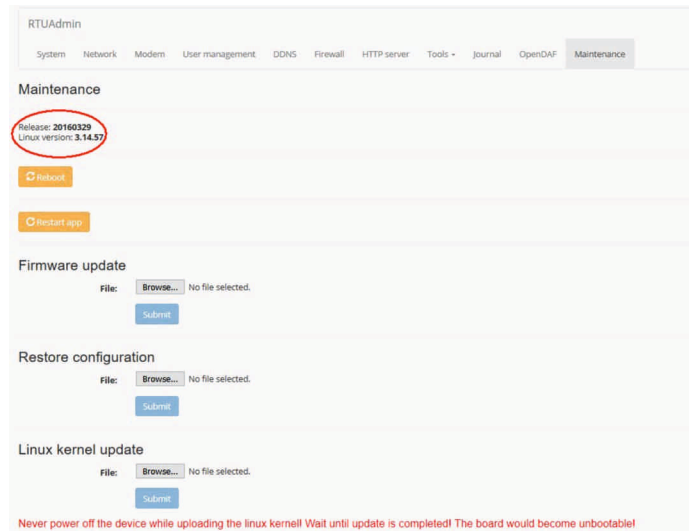 RTUAdmin
System Network Modem User management DDNS Firewall HTTP server Tools Journal OpenDAF Maintenance
Maintenance
Release: 20160329
Linux version: 3.14.57
Reboot
Restart app
Firmware update
File: Browse... No file selected.
Submit
Restore configuration
File: Browse... No file selected.
Submit
Linux kernel update
File: Browse... No file selected.
Submit
Never power off the device while uploading the linux kernel! Wait until update is completed! The board would become unbootable!